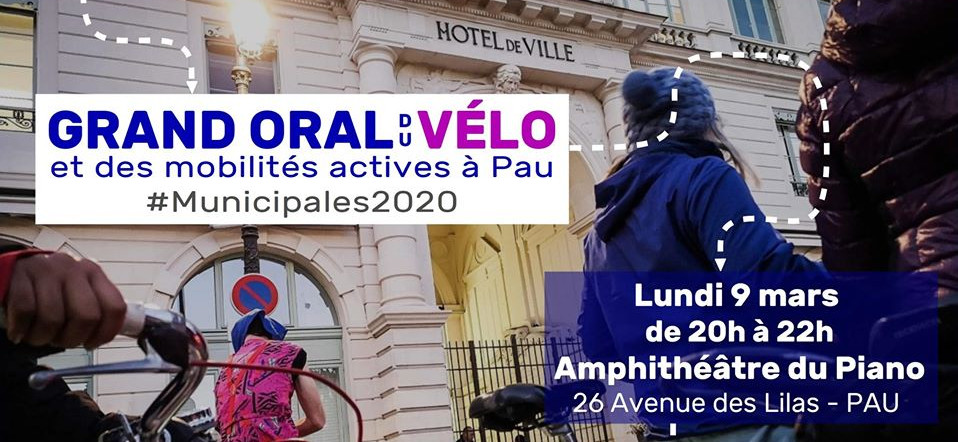 HOTEL DE VILLE
GRAND ORAL DU VÉLO
et des mobilités actives à Pau
#Municipales2020
Lundi 9 mars
de 20h à 22h
Amphithéâtre du Piano
26 Avenue des Lilas - PAU